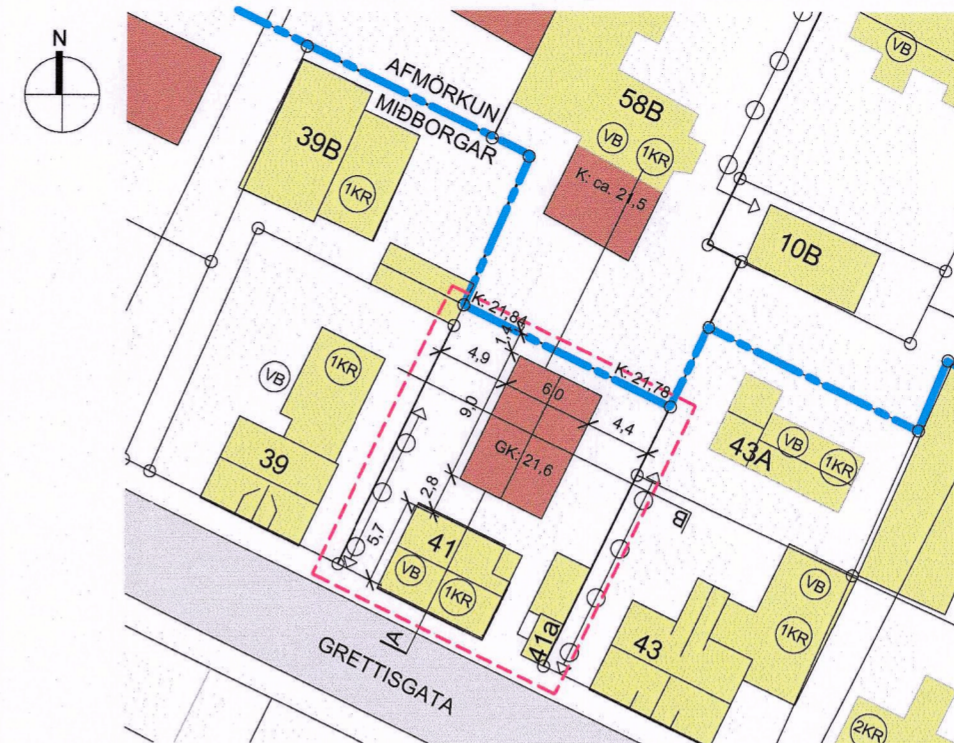 N
AFMÖRKUN
MIÐBORGAR
39B
1KR
58B
VB
1KR
K: ca. 21,5
VB
10B
K: 21,84
K: 21,78
1,4
4,9
6,0
4,4
9,0
GK: 21,6
2,8
5,7
VB
1KR
39
41
VB
1KR
A
B
41a
43A
VB
1KR
43
VB
1KR
2KR
GRETTISGATA